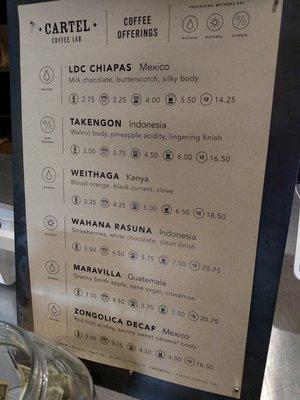 PROCESSING METHODS KEY
CARTEL
COFFEE LAB
COFFEE
OFFERINGS
WASHED NATURAL HYBRID
LDC CHIAPAS Mexico
Milk chocolate, butterscotch, silky body
WASHED
2.75 3.25 4.00 5.50 12 14.25
TAKENGON Indonesia
Walnut body, pineapple acidity, lingering finish
3.00 3.75 4.50 6.00 12 16.50
WEITHAGA Kenya
Blood orange, black currant, clove
WASHED
3.25 4.25 5.00 6.50 12 18.50
WAHANA RASUNA Indonesia
Strawberries, white chocolate, clean finish
NATURAL
3.50 4.50 5.75 7.00 12 20.75
MARAVILLA Guatemala
Granny Smith apple, cane sugar, cinnamon
WASHED
3.50 4.50 5.75 7.00 12 20.75
ZONGOLICA DECAF Mexico
Red fruit acidity, savory sweet caramel body
WASHED
3.00 3.75 4.50 6.00 12 16.50